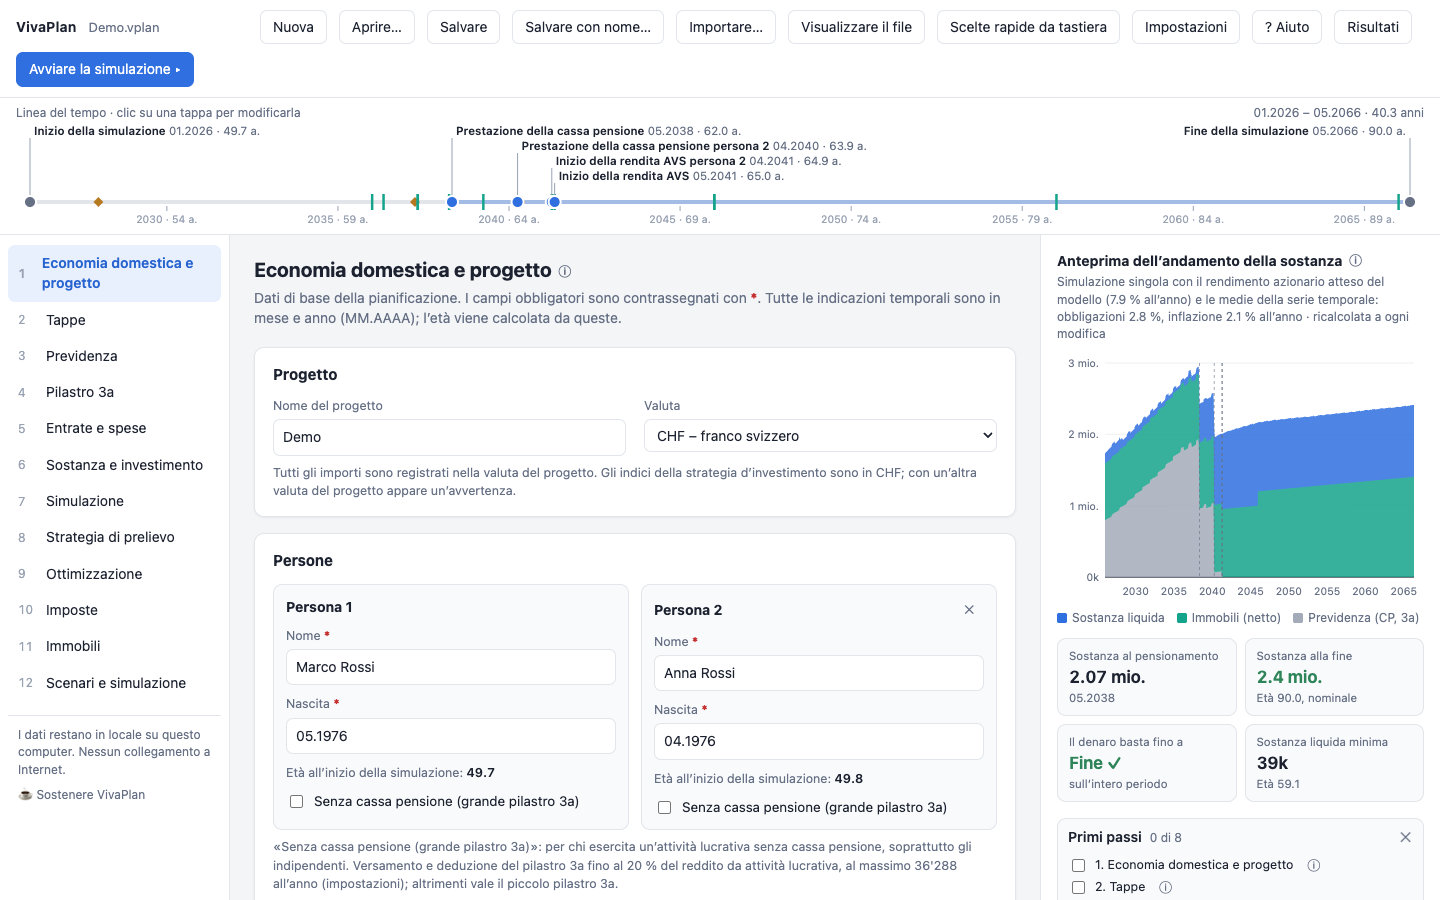 VivaPlan Demo.vplan Nuova Aprire... Salvare Salvare con nome... Importare... Visualizzare il file Scelte rapide da tastiera Impostazioni ? Aiuto Risultati
Avviare la simulazione ▸
Linea del tempo · clic su una tappa per modificarla 01.2026 – 05.2066 · 40.3 anni
Inizio della simulazione 01.2026 · 49.7 a. Prestazione della cassa pensione 05.2038 · 62.0 a. Fine della simulazione 05.2066 · 90.0 a.
Prestazione della cassa pensione persona 2 04.2040 · 63.9 a.
Inizio della rendita AVS persona 2 04.2041 · 64.9 a.
Inizio della rendita AVS 05.2041 · 65.0 a.
2030 · 54 a. 2035 · 59 a. 2040 · 64 a. 2045 · 69 a. 2050 · 74 a. 2055 · 79 a. 2060 · 84 a. 2065 · 89 a.
1 Economia domestica e progetto
2 Tappe
3 Previdenza
4 Pilastro 3a
5 Entrate e spese
6 Sostanza e investimento
7 Simulazione
8 Strategia di prelievo
9 Ottimizzazione
10 Imposte
11 Immobili
12 Scenari e simulazione
I dati restano in locale su questo
computer. Nessun collegamento a
Internet.
Sostenere VivaPlan
Economia domestica e progetto ⓘ
Dati di base della pianificazione. I campi obbligatori sono contrassegnati con *. Tutte le indicazioni temporali sono in
mese e anno (MM.AAAA); l’età viene calcolata da queste.
Progetto
Nome del progetto Valuta
Demo CHF – franco svizzero
Tutti gli importi sono registrati nella valuta del progetto. Gli indici della strategia d’investimento sono in CHF; con un’altra
valuta del progetto appare un’avvertenza.
Persone
Persona 1
Nome *
Marco Rossi
Nascita *
05.1976
Età all’inizio della simulazione: 49.7
Senza cassa pensione (grande pilastro 3a)
Persona 2 ×
Nome *
Anna Rossi
Nascita *
04.1976
Età all’inizio della simulazione: 49.8
Senza cassa pensione (grande pilastro 3a)
«Senza cassa pensione (grande pilastro 3a)»: per chi esercita un’attività lucrativa senza cassa pensione, soprattutto gli
indipendenti. Versamento e deduzione del pilastro 3a fino al 20 % del reddito da attività lucrativa, al massimo 36'288
all’anno (impostazioni); altrimenti vale il piccolo pilastro 3a.
Anteprima dell’andamento della sostanza ⓘ
Simulazione singola con il rendimento azionario atteso del
modello (7.9 % all’anno) e le medie della serie temporale:
obbligazioni 2.8 %, inflazione 2.1 % all’anno · ricalcolata a ogni
modifica
3 mio.
2 mio.
1 mio.
0k
2030 2035 2040 2045 2050 2055 2060 2065
Sostanza liquida Immobili (netto) Previdenza (CP, 3a)
Sostanza al pensionamento
2.07 mio.
05.2038
Sostanza alla fine
2.4 mio.
Età 90.0, nominale
Il denaro basta fino a
Fine ✓
sull’intero periodo
Sostanza liquida minima
39k
Età 59.1
Primi passi 0 di 8 ×
1. Economia domestica e progetto ⓘ
2. Tappe ⓘ